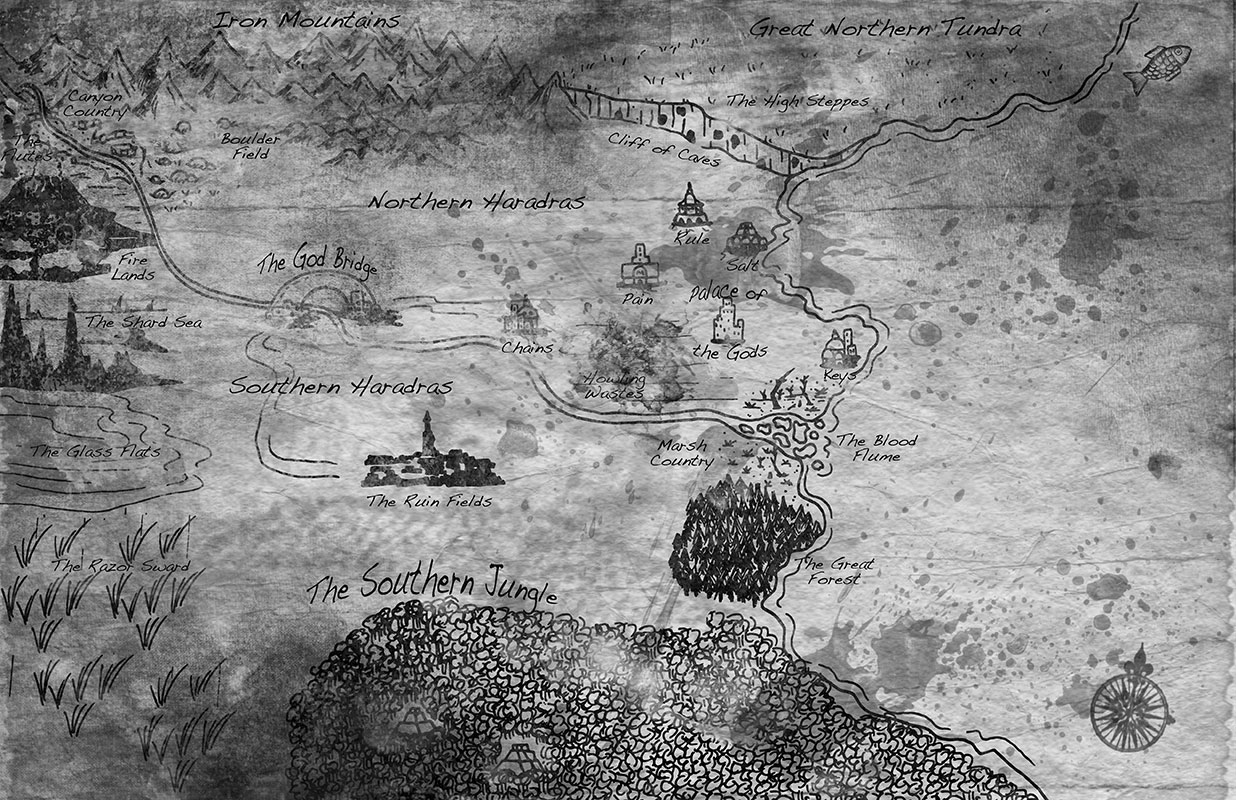 Iron Mountains
Great Northern Tundra
Canyon
Country
The High Steppes
The
Flutes
Boulder
Field
Cliff of Caves
Northern Haradras
Rule
Salt
The God Bridge
Fire
Lands
Pain
Palace of
the Gods
The Shard Sea
Chains
Keys
Southern Haradras
Howling
Wastes
The Glass Flats
Marsh
Country
The Blood
Flume
The Ruin Fields
The Razor Sward
The Great
Forest
The Southern Jungle